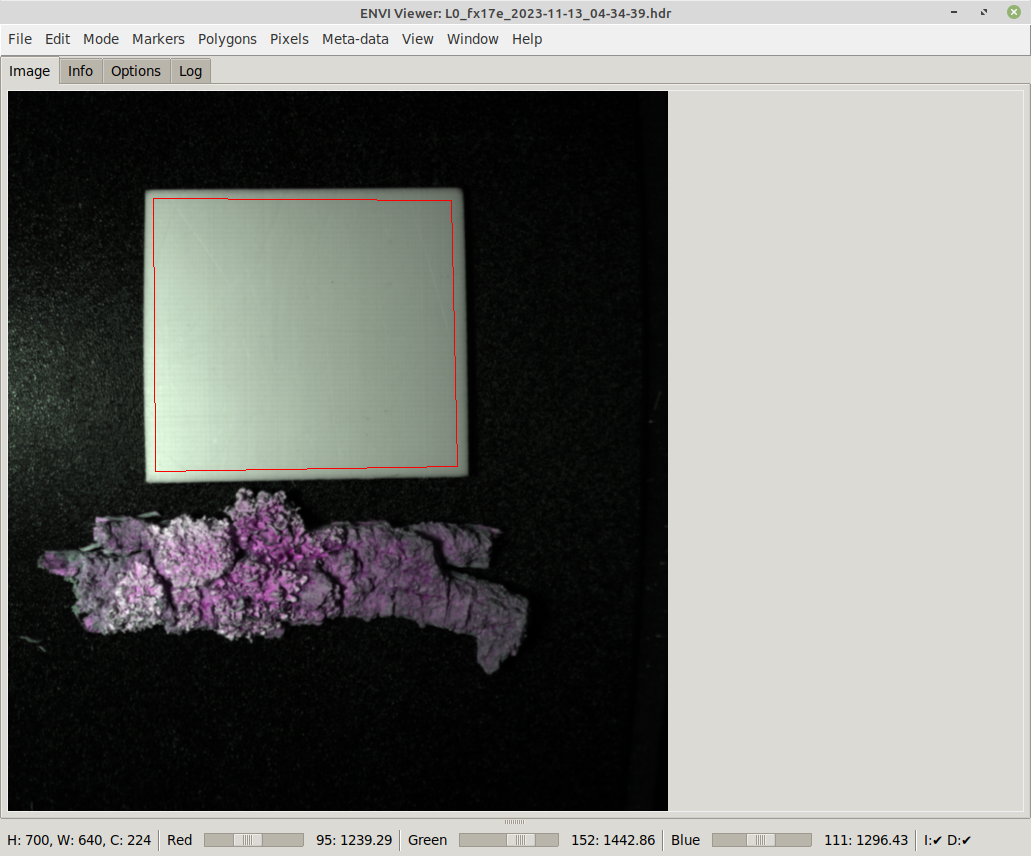 ENVI Viewer: L0_fx17e_2023-11-13_04-34-39.hdr
File Edit Mode Markers Polygons Pixels Meta-data View Window Help
Image Info Options Log
H: 700, W: 640, C: 224 Red 95: 1239.29 Green 152: 1442.86 Blue 111: 1296.43 I:✔ D:✔